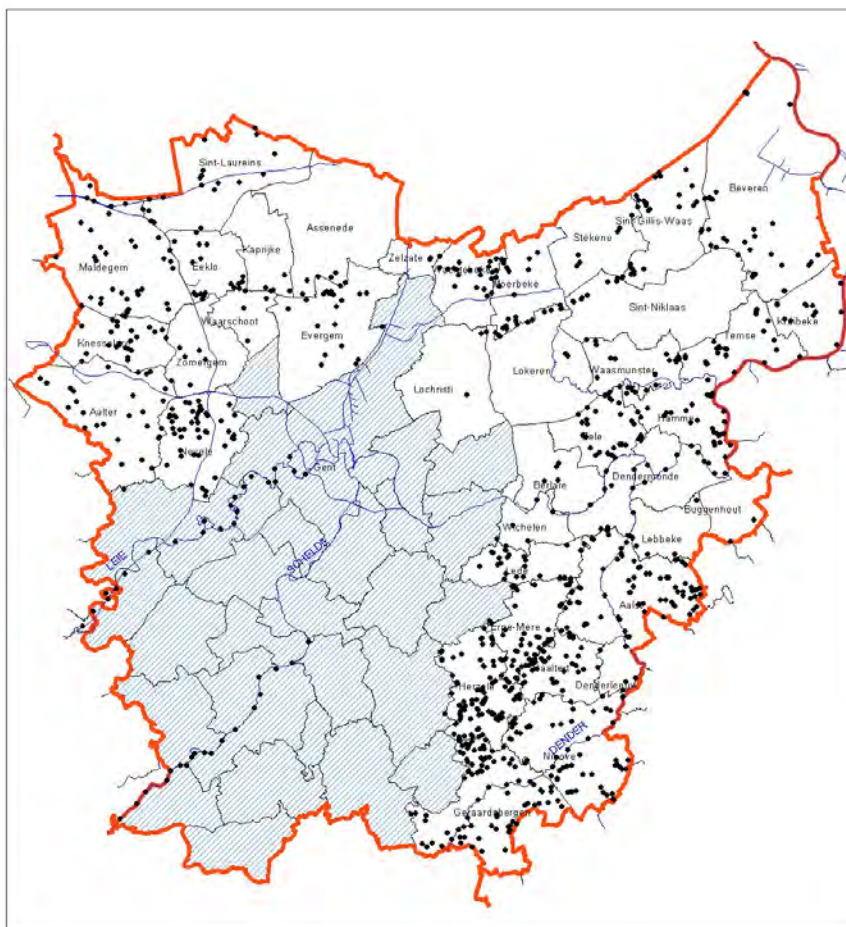 Sint-Laureins
Beveren
Sint-Gillis-Waas
Assenede
Stekene
Kaprijke
Zelzate
Maldegem
Eeklo
Wachtebeke
Moerbeke
Sint-Niklaas
Waarschoot
Kruibeke
Evergem
Temse
Knesselare
Zomergem
Lokeren
Waasmunster
Lochristi
Aalter
Hamme
Zele
Nevele
Gent
Dendermonde
Berlare
Buggenhout
Wichelen
Lebbeke
LEIE
SCHELDE
Lede
Aalst
Erpe-Mere
Haaltert
Herzele
Denderleeuw
DENDER
Ninove
Geraardsbergen